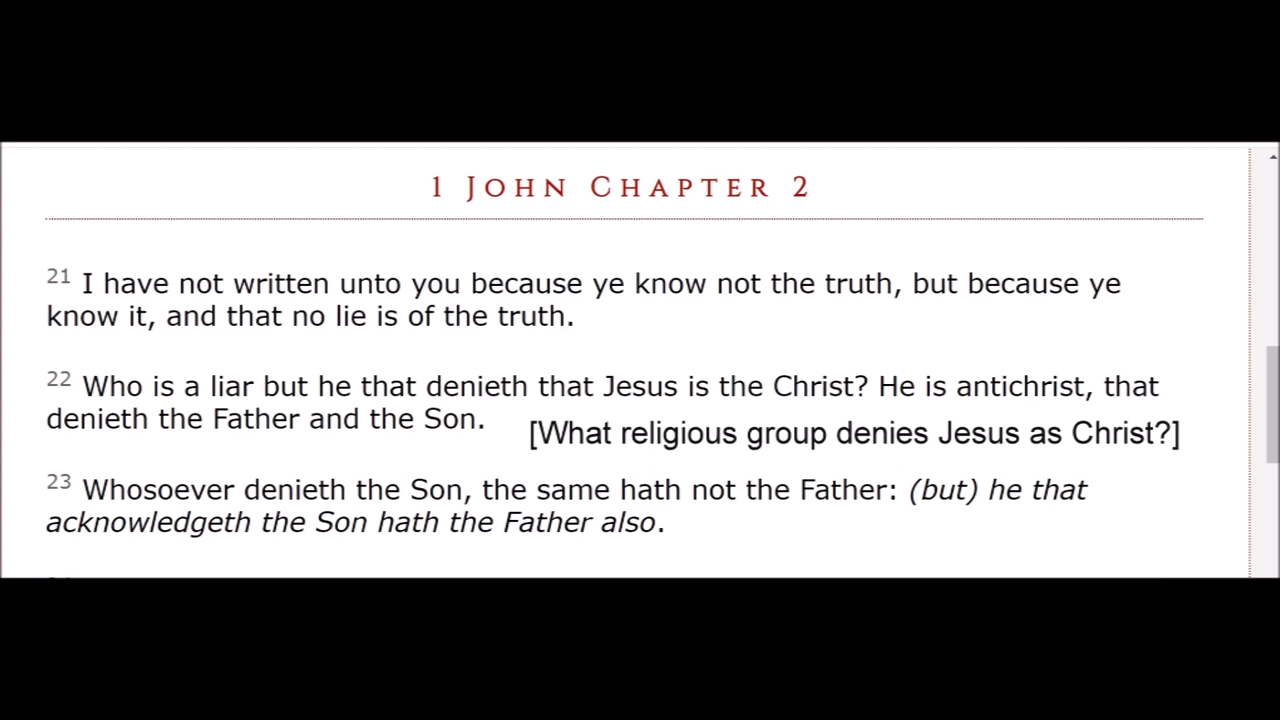 1 John Chapter 2
21 I have not written unto you because ye know not the truth, but because ye
know it, and that no lie is of the truth.
22 Who is a liar but he that denieth that Jesus is the Christ? He is antichrist, that
denieth the Father and the Son.
[What religious group denies Jesus as Christ?]
23 Whosoever denieth the Son, the same hath not the Father: (but) he that
acknowledgeth the Son hath the Father also.